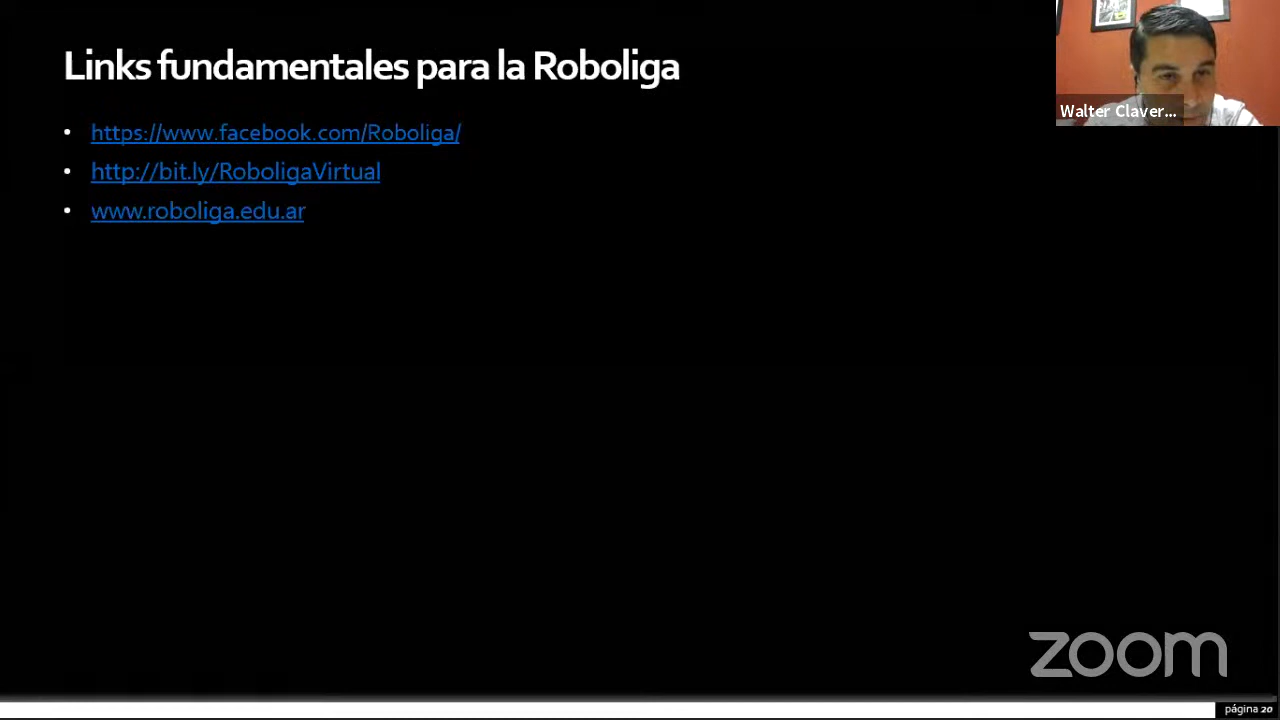 Links fundamentales para la Roboliga
• https://www.facebook.com/Roboliga/
• http://bit.ly/RoboligaVirtual
• www.roboliga.edu.ar
Walter Claver...
zoom
página 20